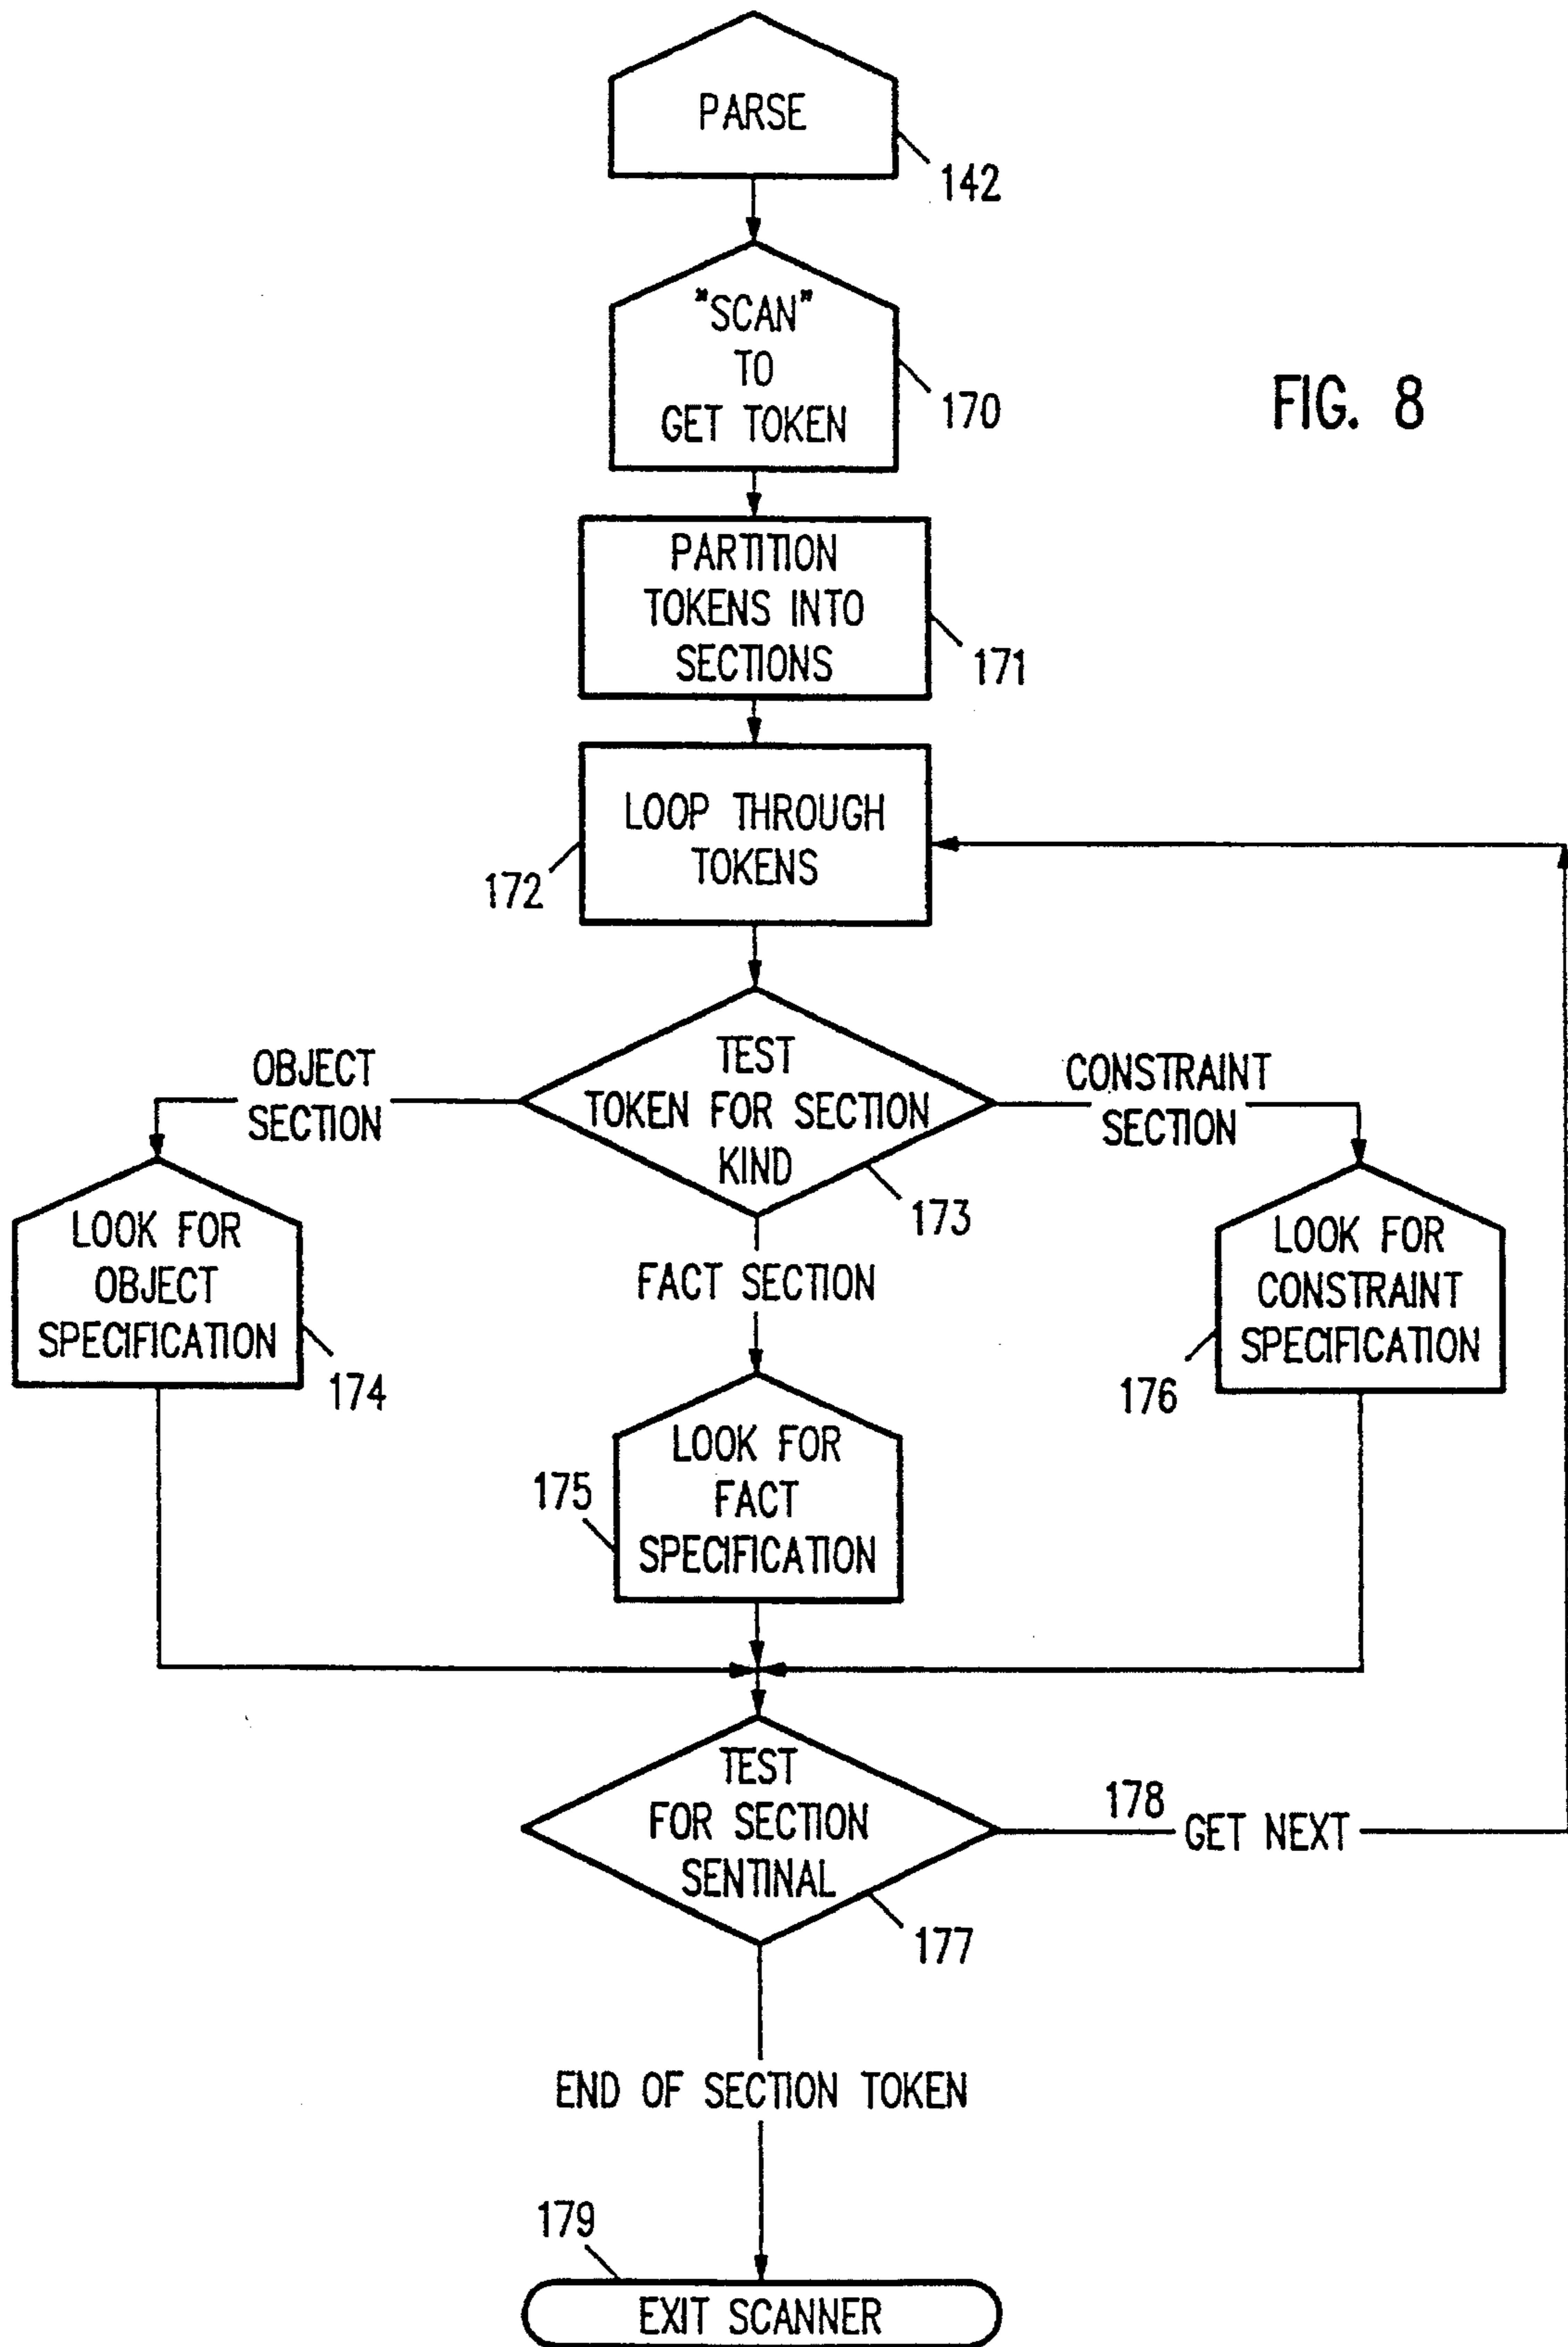 PARSE
142
"SCAN"
TO
GET TOKEN
170
FIG. 8
PARTITION
TOKENS INTO
SECTIONS
171
LOOP THROUGH
TOKENS
172
TEST
TOKEN FOR SECTION
KIND
173
OBJECT
SECTION
CONSTRAINT
SECTION
FACT SECTION
LOOK FOR
OBJECT
SPECIFICATION
174
LOOK FOR
FACT
SPECIFICATION
175
LOOK FOR
CONSTRAINT
SPECIFICATION
176
TEST
FOR SECTION
SENTINAL
177
178
GET NEXT
END OF SECTION TOKEN
179
EXIT SCANNER